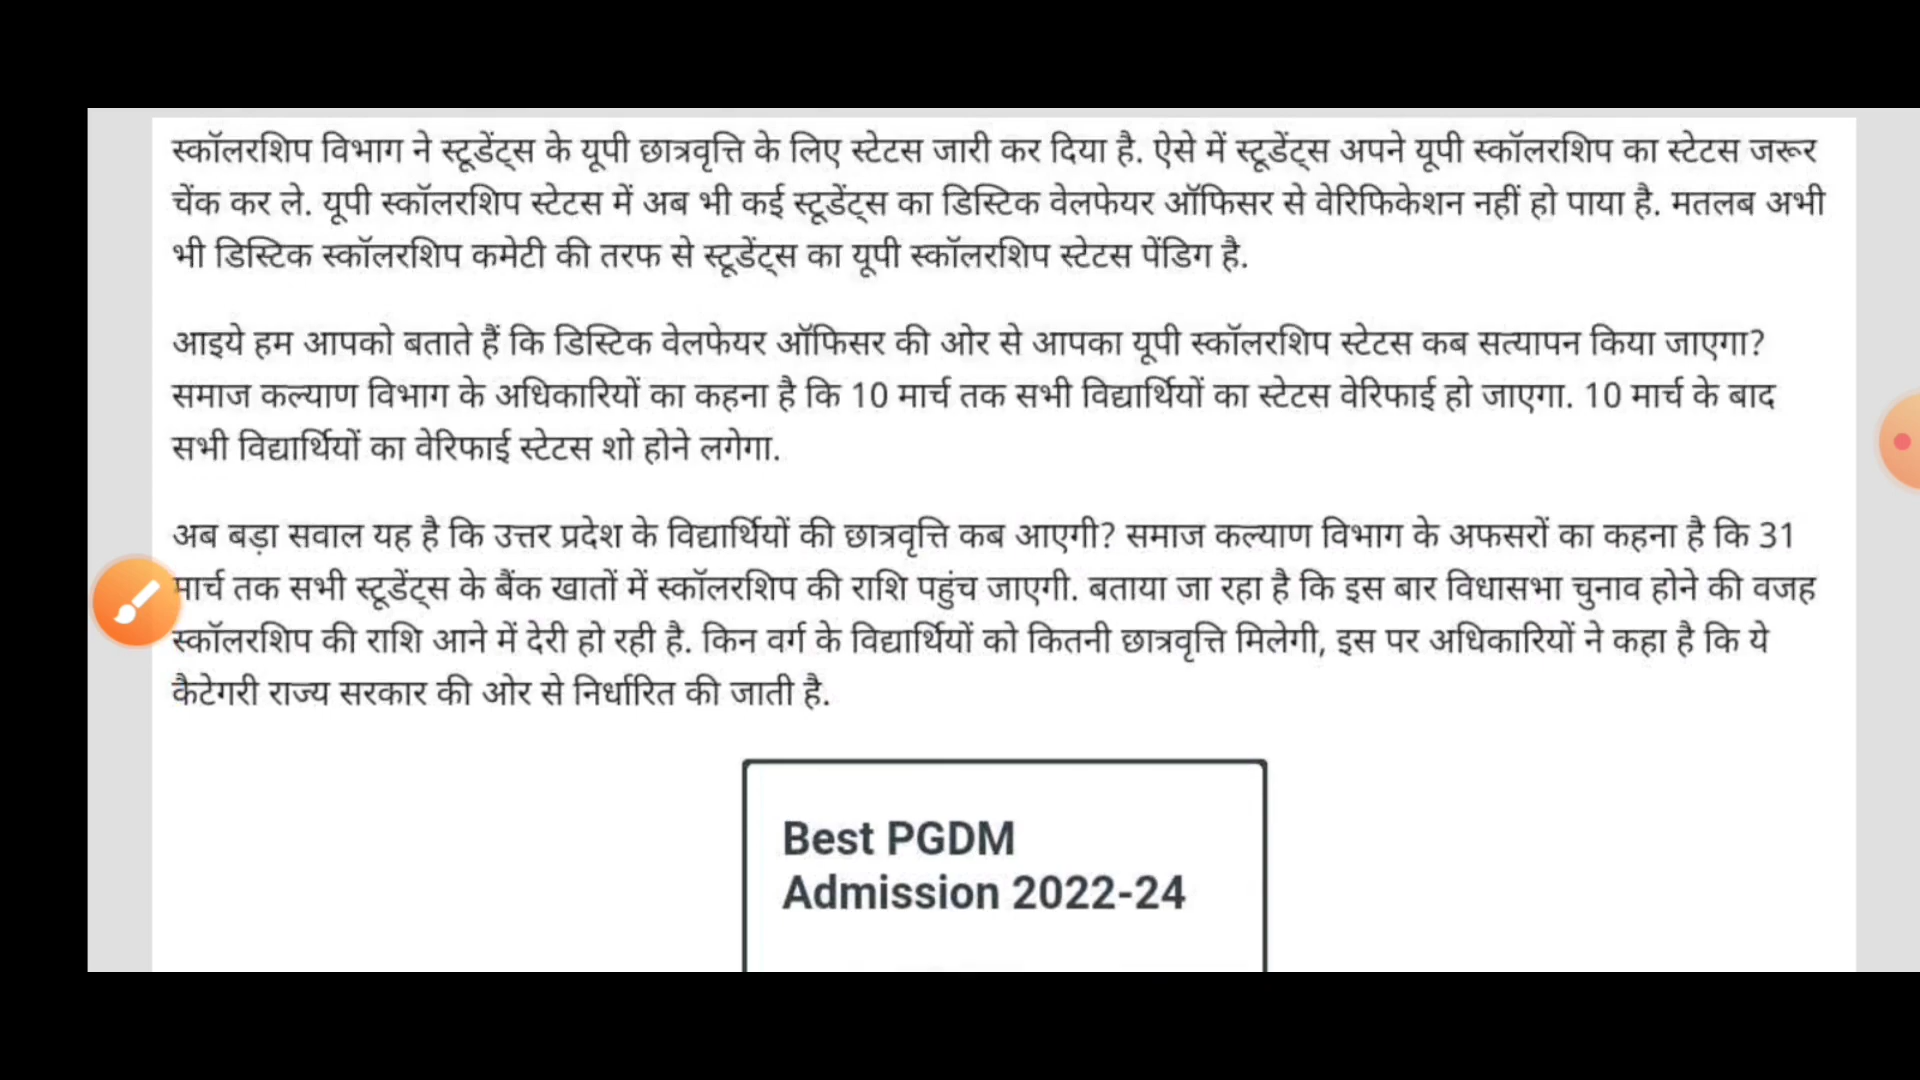 स्कॉलरशिप विभाग ने स्टूडेंट्स के यूपी छात्रवृत्ति के लिए स्टेटस जारी कर दिया है. ऐसे में स्टूडेंट्स अपने यूपी स्कॉलरशिप का स्टेटस जरूर
चेंक कर ले. यूपी स्कॉलरशिप स्टेटस में अब भी कई स्टूडेंट्स का डिस्टिक वेलफेयर ऑफिसर से वेरिफिकेशन नहीं हो पाया है. मतलब अभी
भी डिस्टिक स्कॉलरशिप कमेटी की तरफ से स्टूडेंट्स का यूपी स्कॉलरशिप स्टेटस पेंडिग है.
आइये हम आपको बताते हैं कि डिस्टिक वेलफेयर ऑफिसर की ओर से आपका यूपी स्कॉलरशिप स्टेटस कब सत्यापन किया जाएगा?
समाज कल्याण विभाग के अधिकारियों का कहना है कि 10 मार्च तक सभी विद्यार्थियों का स्टेटस वेरिफाई हो जाएगा. 10 मार्च के बाद
सभी विद्यार्थियों का वेरिफाई स्टेटस शो होने लगेगा.
अब बड़ा सवाल यह है कि उत्तर प्रदेश के विद्यार्थियों की छात्रवृत्ति कब आएगी? समाज कल्याण विभाग के अफसरों का कहना है कि 31
मार्च तक सभी स्टूडेंट्स के बैंक खातों में स्कॉलरशिप की राशि पहुंच जाएगी. बताया जा रहा है कि इस बार विधासभा चुनाव होने की वजह
स्कॉलरशिप की राशि आने में देरी हो रही है. किन वर्ग के विद्यार्थियों को कितनी छात्रवृत्ति मिलेगी, इस पर अधिकारियों ने कहा है कि ये
कैटेगरी राज्य सरकार की ओर से निर्धारित की जाती है.
Best PGDM
Admission 2022-24